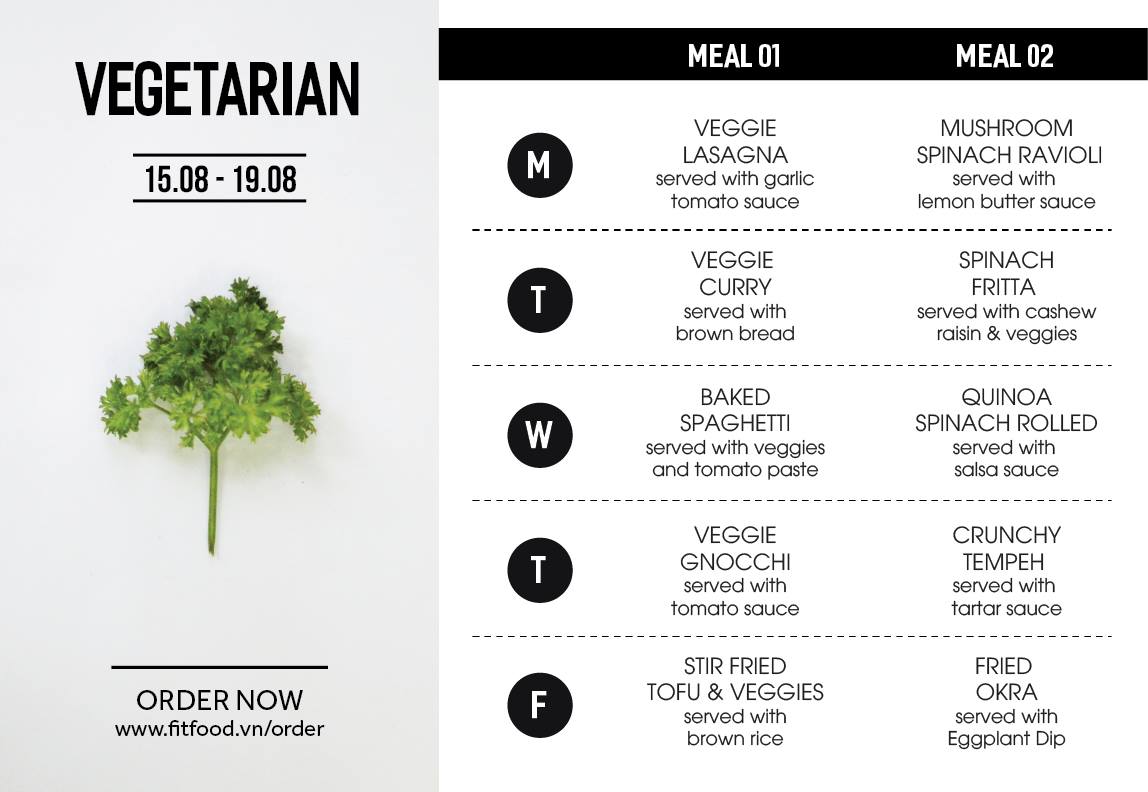 VEGETARIAN
15.08 - 19.08
ORDER NOW
www.fitfood.vn/order
MEAL 01
MEAL 02
M
VEGGIE
LASAGNA
served with garlic
tomato sauce
MUSHROOM
SPINACH RAVIOLI
served with
lemon butter sauce
T
VEGGIE
CURRY
served with
brown bread
SPINACH
FRITTA
served with cashew
raisin & veggies
W
BAKED
SPAGHETTI
served with veggies
and tomato paste
QUINOA
SPINACH ROLLED
served with
salsa sauce
T
VEGGIE
GNOCCHI
served with
tomato sauce
CRUNCHY
TEMPEH
served with
tartar sauce
F
STIR FRIED
TOFU & VEGGIES
served with
brown rice
FRIED
OKRA
served with
Eggplant Dip